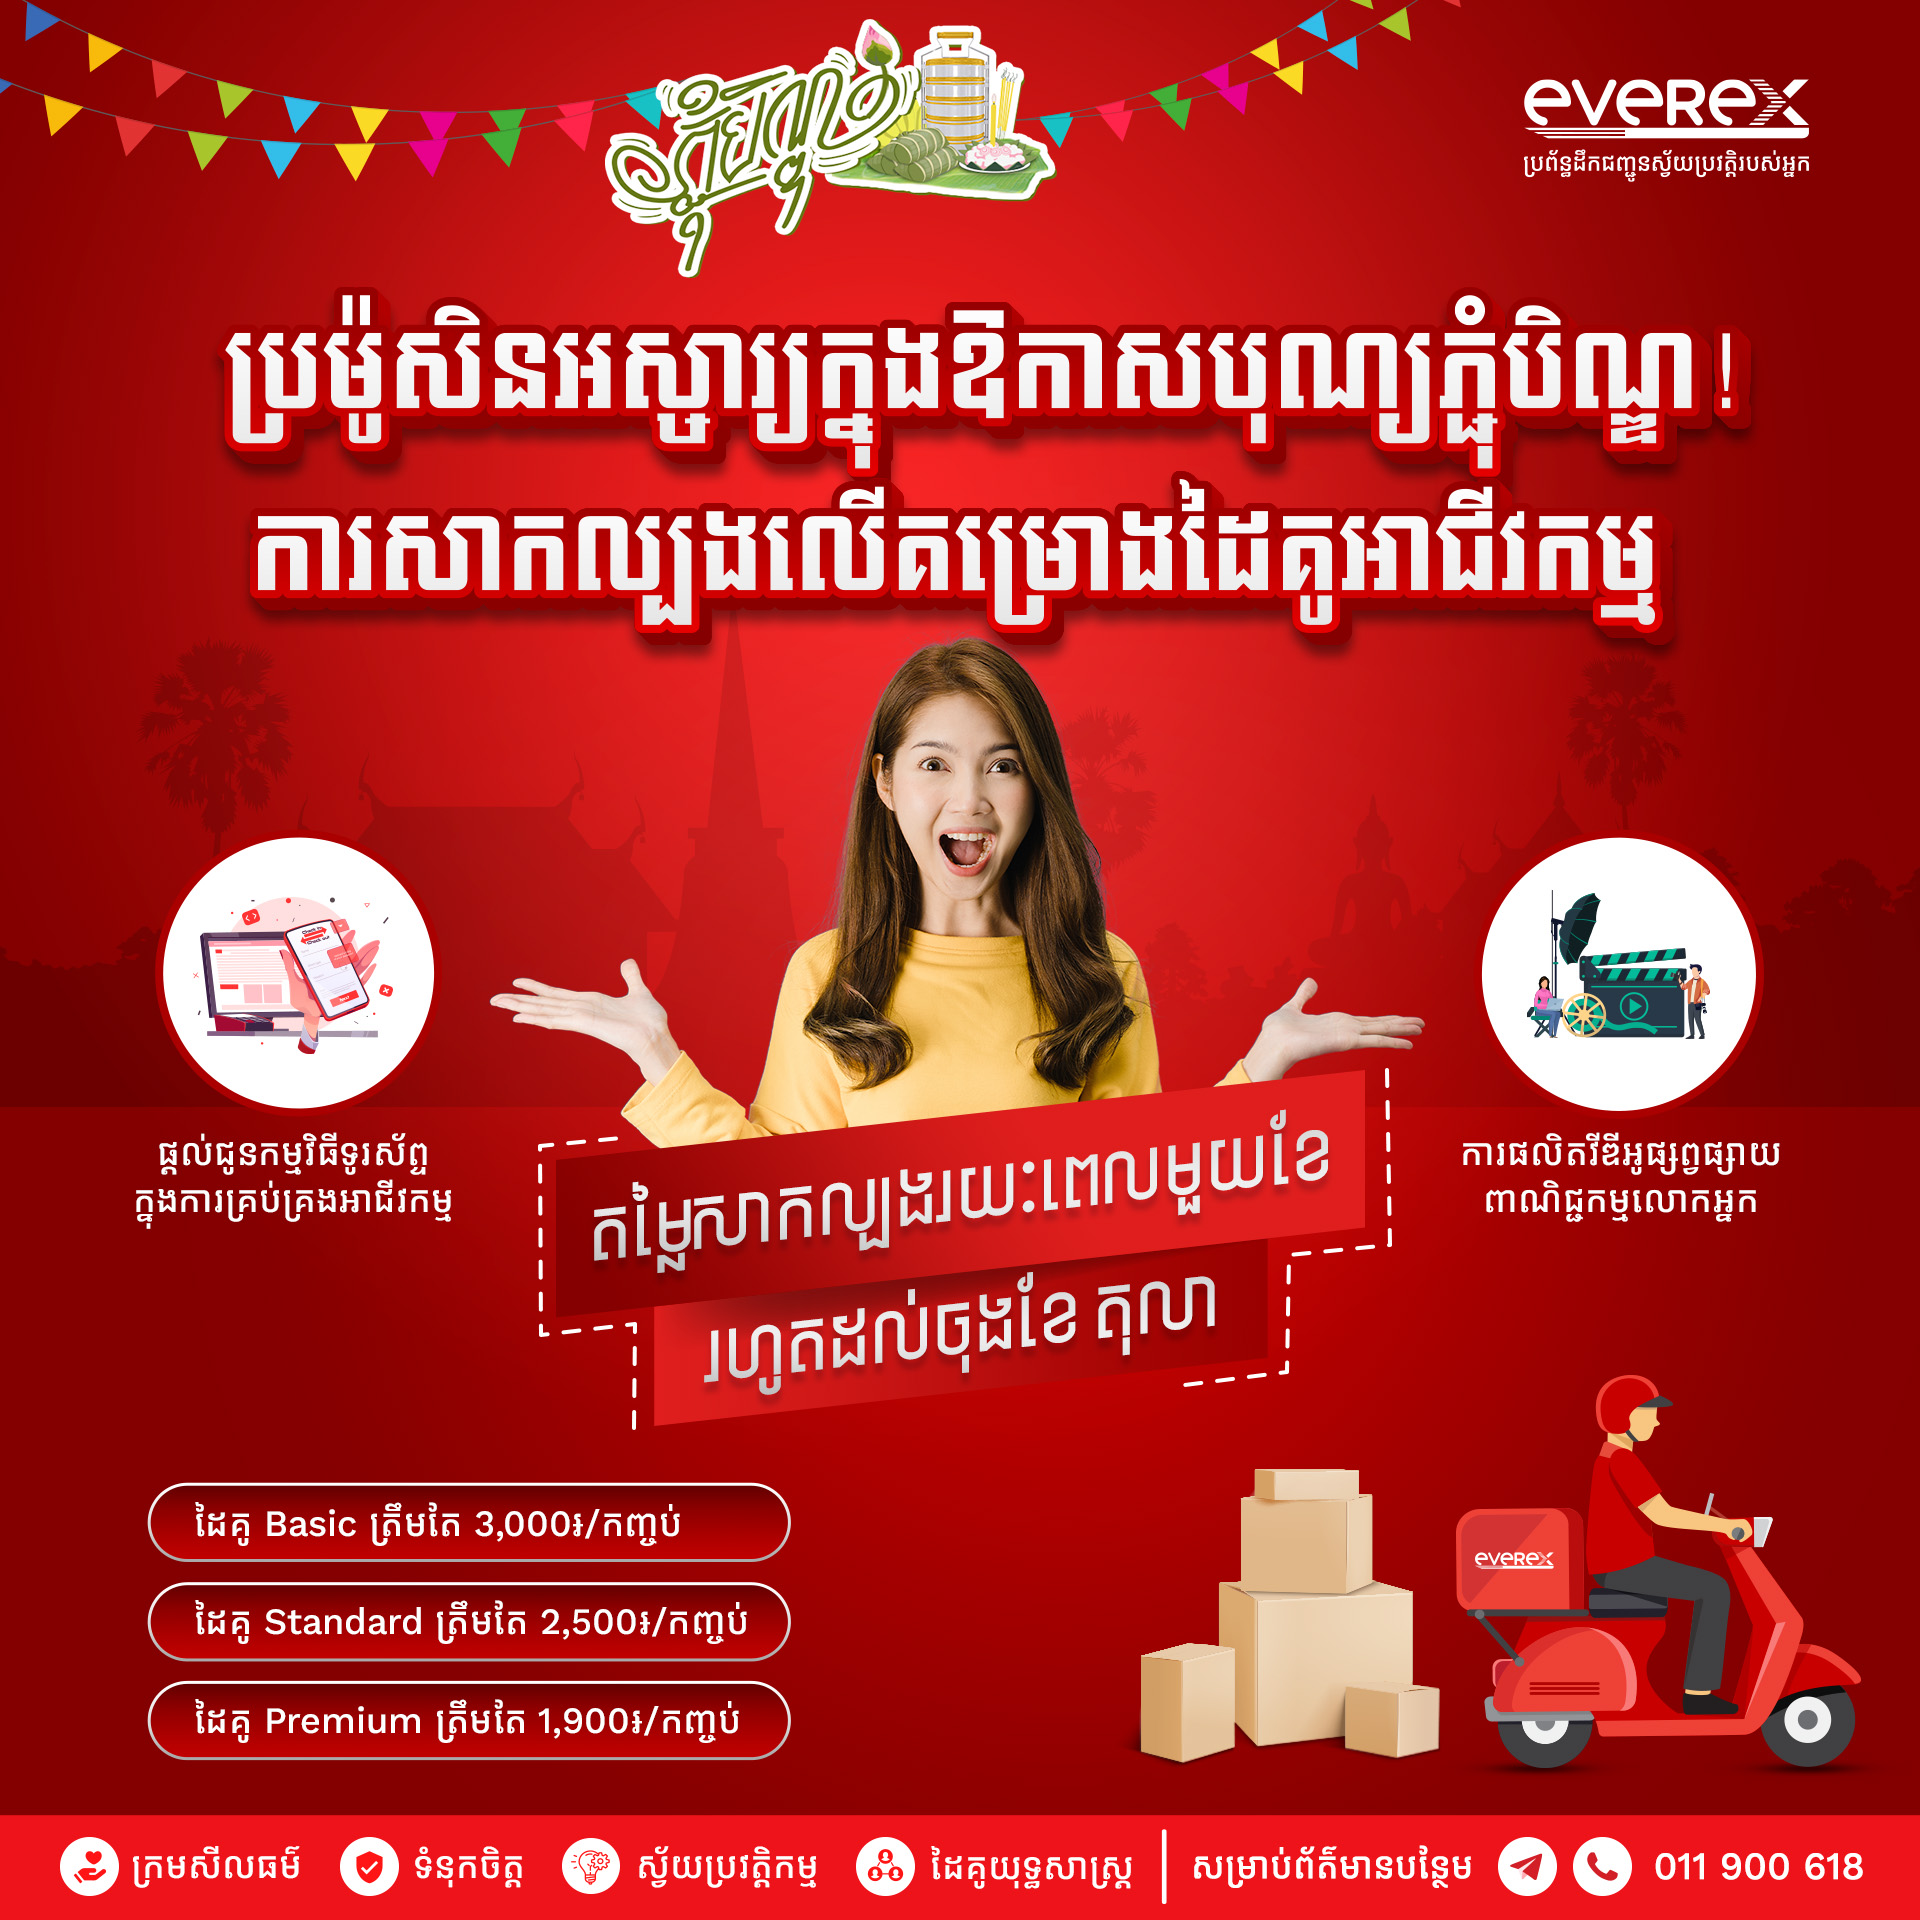 រដូវភ្ជុំបិណ្ឌ
everex
ប្រព័ន្ធដឹកជញ្ជូនស្វ័យប្រវត្តិរបស់អ្នក
ប្រម៉ូសិនអស្ចារ្យក្នុងឱកាសបុណ្យភ្ជុំបិណ្ឌ!
ការសាកល្បងលើគម្រោងដៃគូអាជីវកម្ម
ផ្តល់ជូនកម្មវិធីទូរស័ព្ទ
ក្នុងការគ្រប់គ្រងអាជីវកម្ម
ការផលិតវីឌីអូផ្សព្វផ្សាយ
ពាណិជ្ជកម្មលោកអ្នក
តម្លៃសាកល្បងរយៈពេលមួយខែ
រហូតដល់ចុងខែ តុលា
ដៃគូ Basic ត្រឹមតែ 3,000៛/កញ្ចប់
ដៃគូ Standard ត្រឹមតែ 2,500៛/កញ្ចប់
ដៃគូ Premium ត្រឹមតែ 1,900៛/កញ្ចប់
everex
ក្រមសីលធម៌ ទំនុកចិត្ត ស្វ័យប្រវត្តិកម្ម ដៃគូយុទ្ធសាស្ត្រ សម្រាប់ព័ត៌មានបន្ថែម 011 900 618